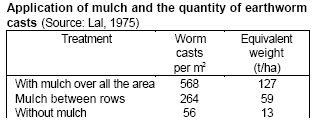 Application of mulch and the quantity of earthworm
casts (Source: Lal, 1975)
Treatment Worm Equivalent
casts weight
per m² (t/ha)
With mulch over all the area 568 127
Mulch between rows 264 59
Without mulch 56 13